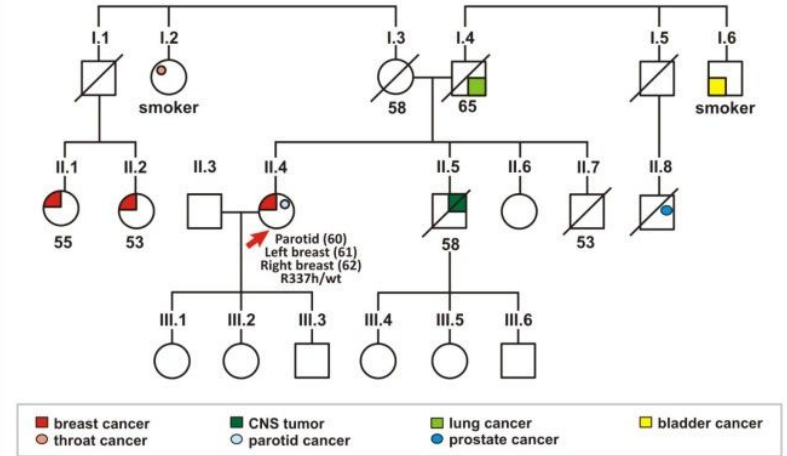 I.1 I.2 I.3 I.4 I.5 I.6
smoker 58 65 smoker
II.1 II.2 II.3 II.4 II.5 II.6 II.7 II.8
55 53 58 53
Parotid (60)
Left breast (61)
Right breast (62)
R337h/wt
III.1 III.2 III.3 III.4 III.5 III.6
breast cancer CNS tumor lung cancer bladder cancer
throat cancer parotid cancer prostate cancer